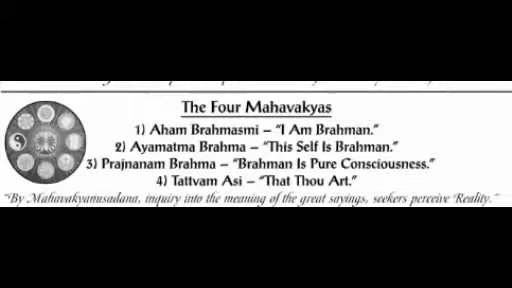 The Four Mahavakyas
1) Aham Brahmasmi – “I Am Brahman.”
2) Ayamatma Brahma – “This Self Is Brahman.”
3) Prajnanam Brahma – “Brahman Is Pure Consciousness.”
4) Tattvam Asi – “That Thou Art.”
“By Mahavakyanusadana, inquiry into the meaning of the great sayings, seekers perceive Reality.”